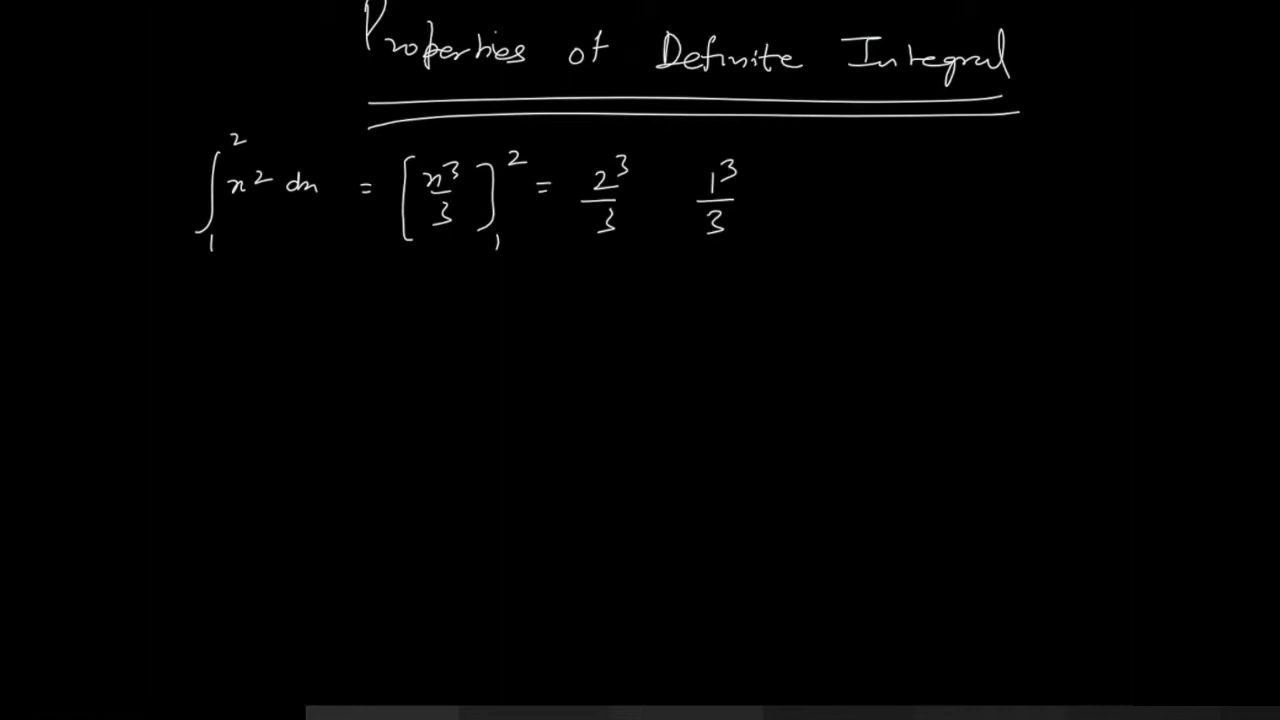 Properties of Definite Integral
∫₁² x² dx = [x³/3]₁² = 2³/3 1³/3